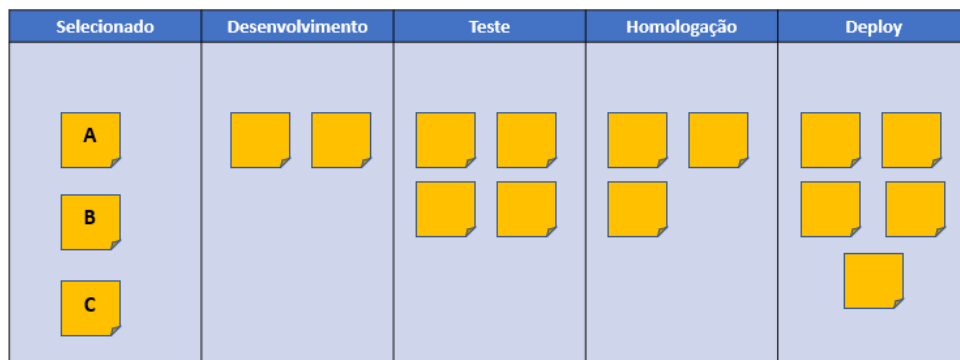 Selecionado
Desenvolvimento
Teste
Homologação
Deploy
A
B
C